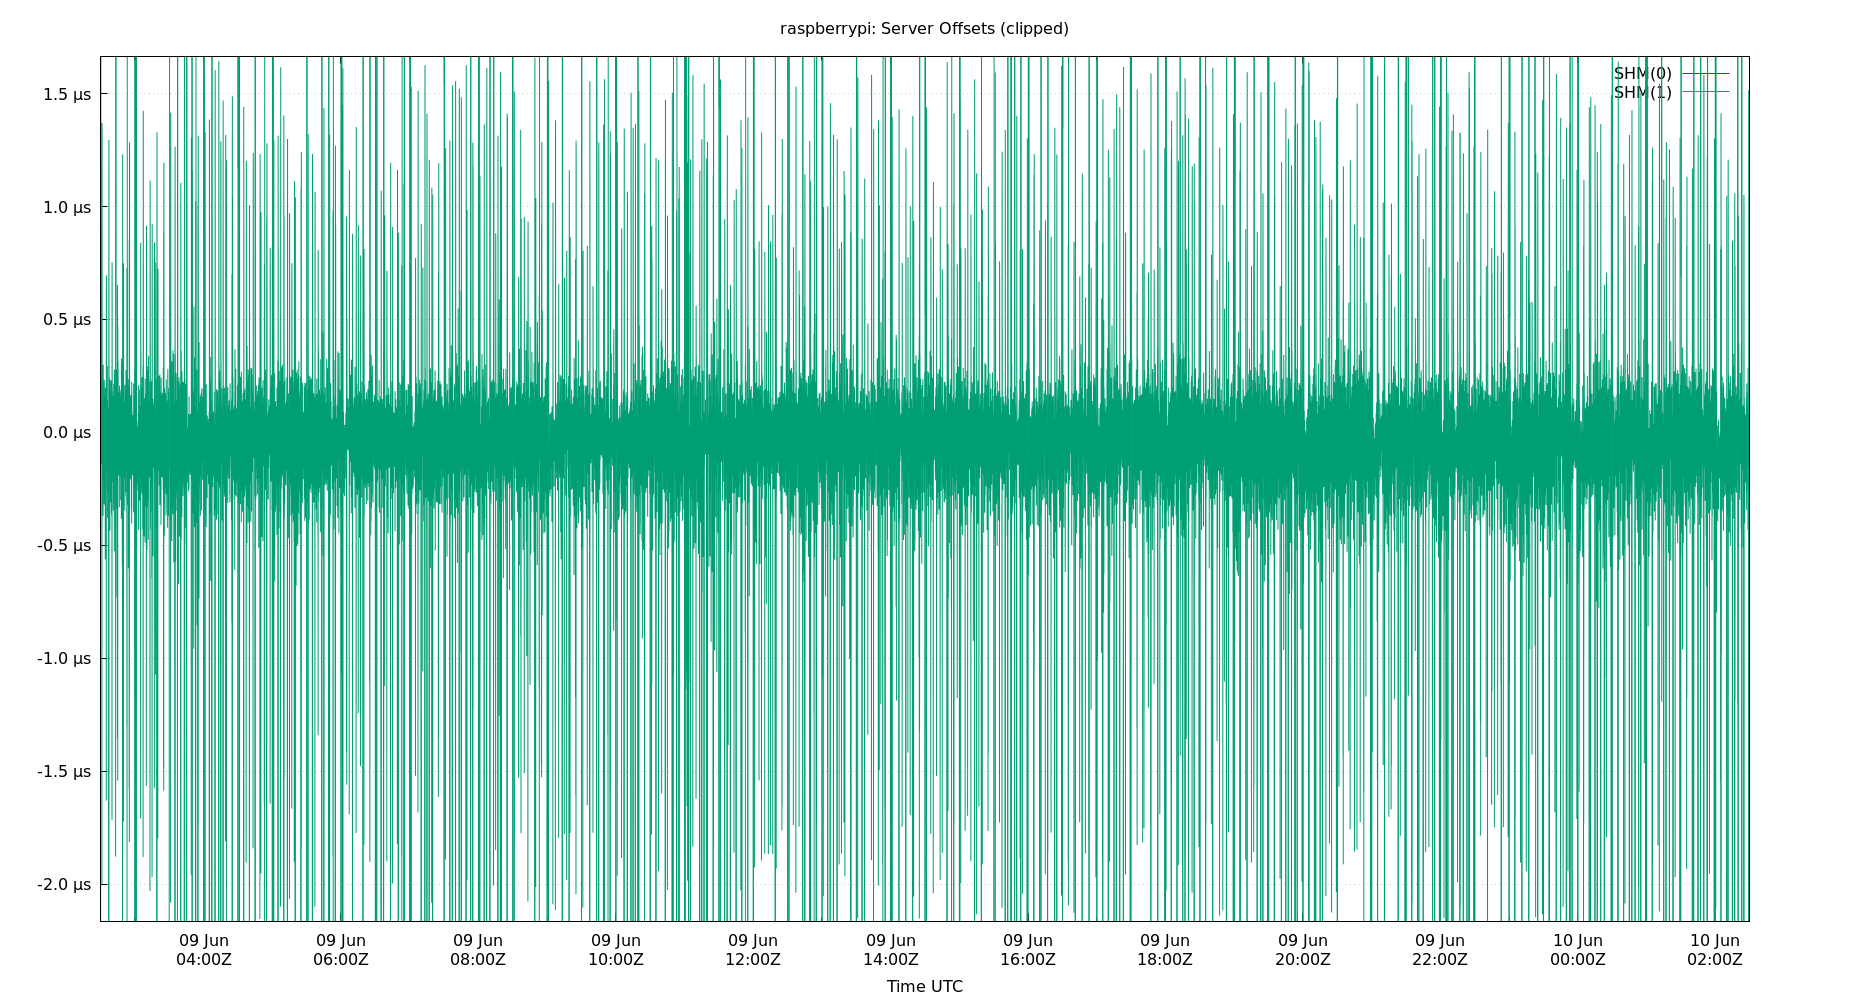 raspberrypi: Server Offsets (clipped)
SHM(0)
SHM(1)
1.5 µs
1.0 µs
0.5 µs
0.0 µs
-0.5 µs
-1.0 µs
-1.5 µs
-2.0 µs
09 Jun 09 Jun 09 Jun 09 Jun 09 Jun 09 Jun 09 Jun 09 Jun 09 Jun 09 Jun 10 Jun 10 Jun
04:00Z 06:00Z 08:00Z 10:00Z 12:00Z 14:00Z 16:00Z 18:00Z 20:00Z 22:00Z 00:00Z 02:00Z
Time UTC